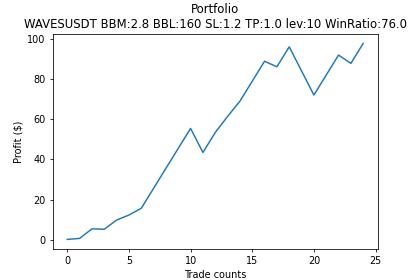 Portfolio
WAVESUSDT BBM:2.8 BBL:160 SL:1.2 TP:1.0 lev:10 WinRatio:76.0
100
80
60
40
20
0
Profit ($)
0 5 10 15 20 25
Trade counts